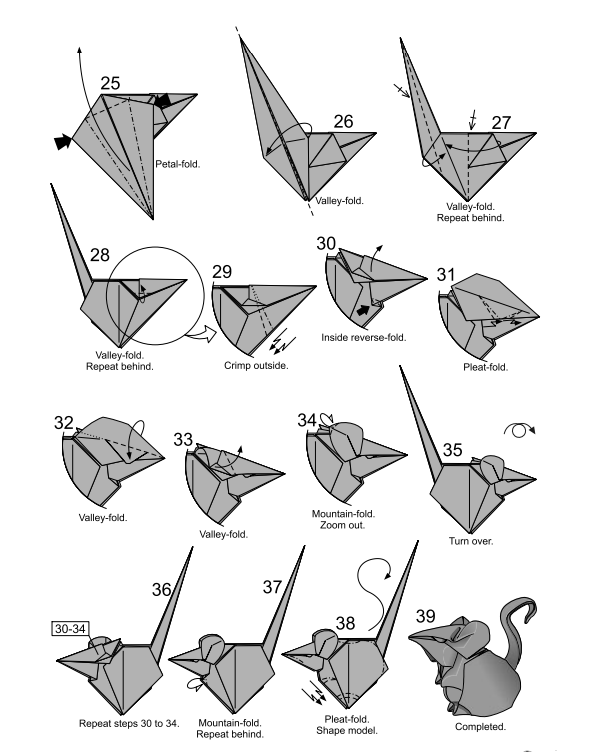 25
Petal-fold.
26
Valley-fold.
27
Valley-fold.
Repeat behind.
28
Valley-fold.
Repeat behind.
29
Crimp outside.
30
Inside reverse-fold.
31
Pleat-fold.
32
Valley-fold.
33
Valley-fold.
34
Mountain-fold.
Zoom out.
35
Turn over.
36
30-34
Repeat steps 30 to 34.
37
Mountain-fold.
Repeat behind.
38
Pleat-fold.
Shape model.
39
Completed.